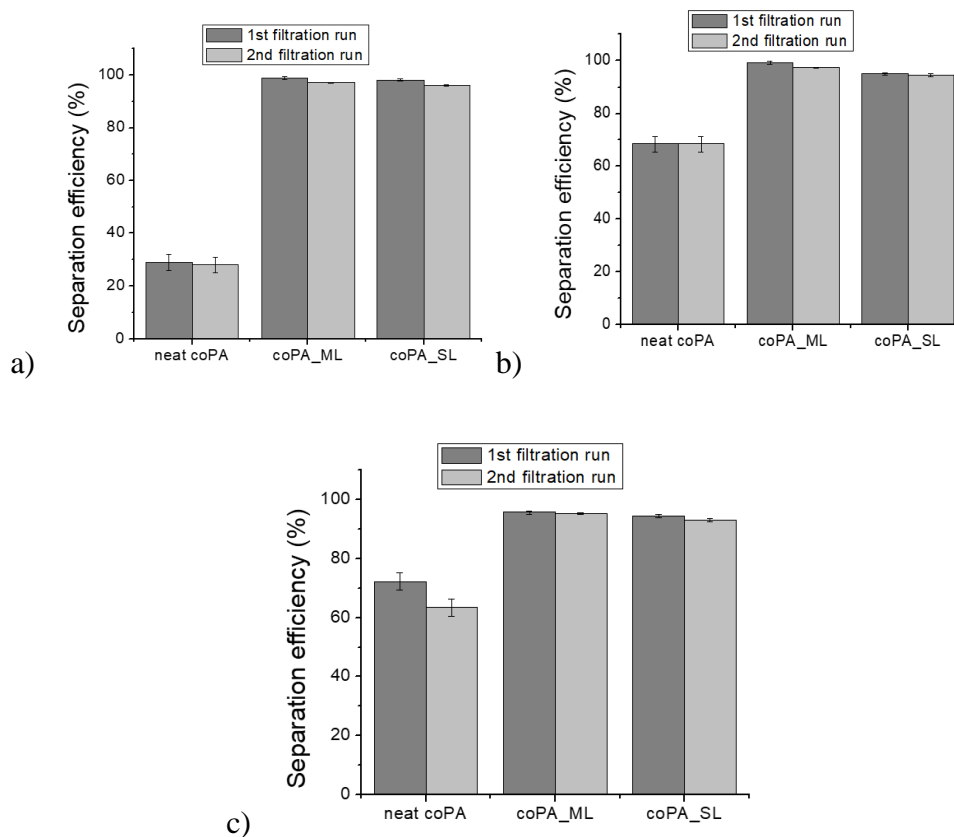 1st filtration run
2nd filtration run
Separation efficiency (%)
100
80
60
40
20
0
neat coPA
coPA_ML
coPA_SL
a)
1st filtration run
2nd filtration run
Separation efficiency (%)
100
80
60
40
20
0
neat coPA
coPA_ML
coPA_SL
b)
1st filtration run
2nd filtration run
Separation efficiency (%)
100
80
60
40
20
0
neat coPA
coPA_ML
coPA_SL
c)